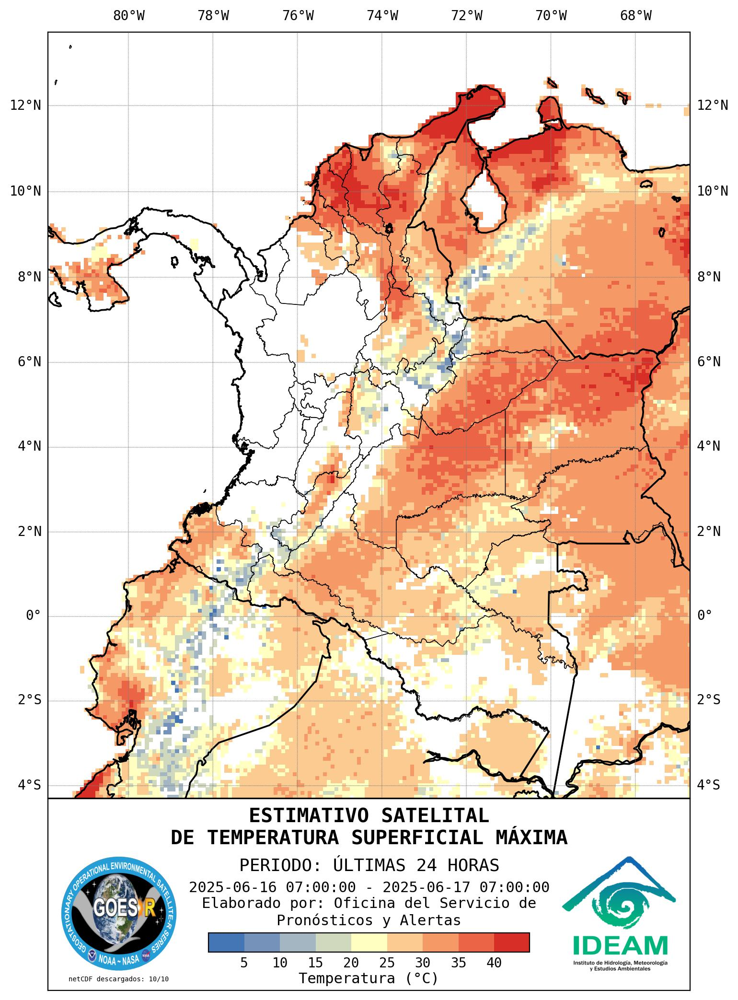 80°W 78°W 76°W 74°W 72°W 70°W 68°W
12°N 12°N
10°N 10°N
8°N 8°N
6°N 6°N
4°N 4°N
2°N 2°N
0° 0°
2°S 2°S
4°S 4°S
ESTIMATIVO SATELITAL
DE TEMPERATURA SUPERFICIAL MÁXIMA
PERIODO: ÚLTIMAS 24 HORAS
2025-06-16 07:00:00 - 2025-06-17 07:00:00
Elaborado por: Oficina del Servicio de
Pronósticos y Alertas
5 10 15 20 25 30 35 40
Temperatura (°C)
GEOSTATIONARY OPERATIONAL ENVIRONMENTAL SATELLITE-R SERIES
GOES R
NOAA ~ NASA
NASA
netCDF descargados: 10/10
IDEAM
Instituto de Hidrología, Meteorología
y Estudios Ambientales